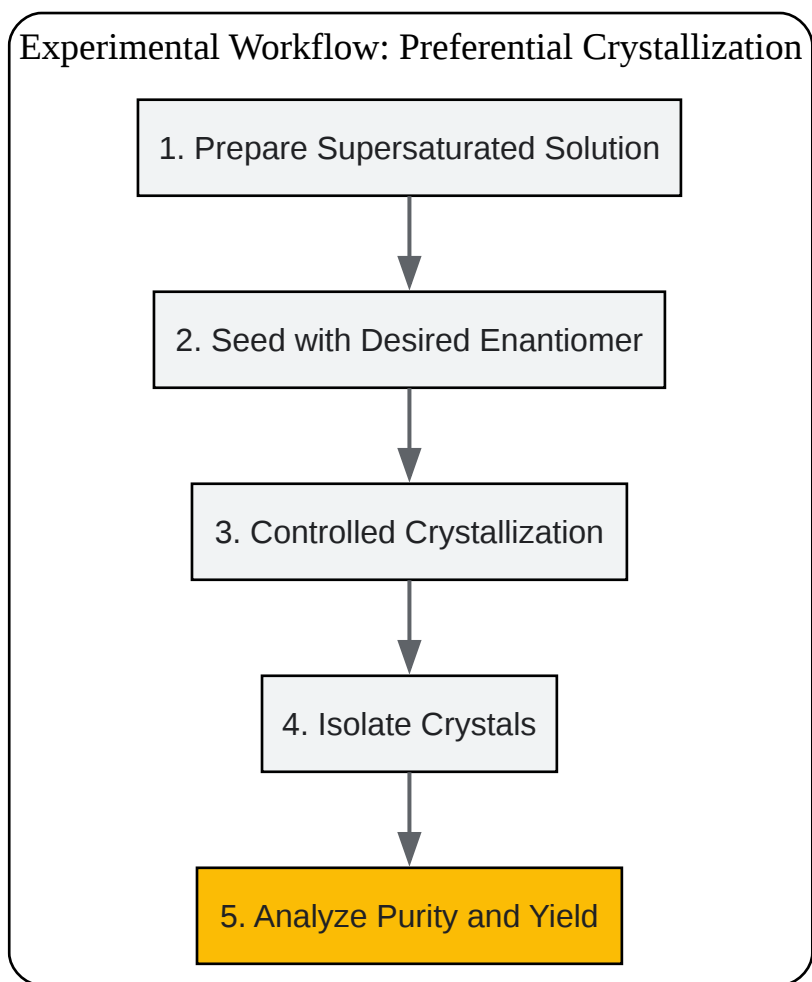 Experimental Workflow: Preferential Crystallization
1. Prepare Supersaturated Solution
2. Seed with Desired Enantiomer
3. Controlled Crystallization
4. Isolate Crystals
5. Analyze Purity and Yield